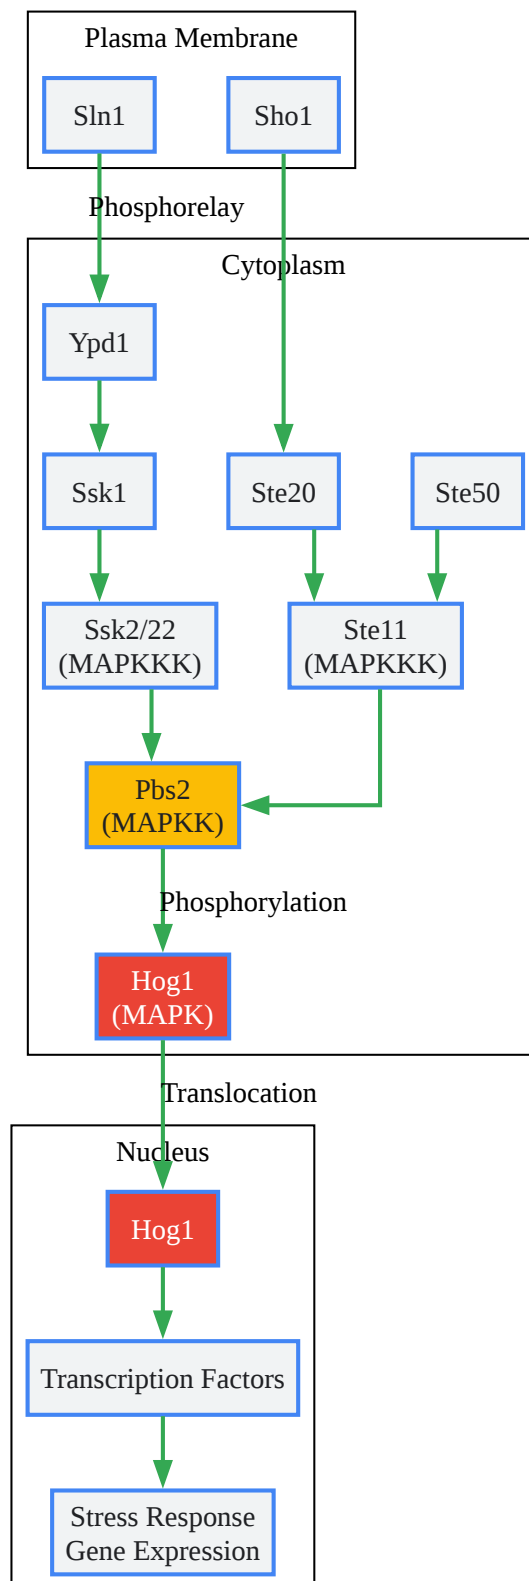 Plasma Membrane
Sln1
Sho1
Phosphorelay
Cytoplasm
Ypd1
Ssk1
Ste20
Ste50
Ssk2/22
(MAPKKK)
Ste11
(MAPKKK)
Pbs2
(MAPKK)
Phosphorylation
Hog1
(MAPK)
Translocation
Nucleus
Hog1
Transcription Factors
Stress Response
Gene Expression